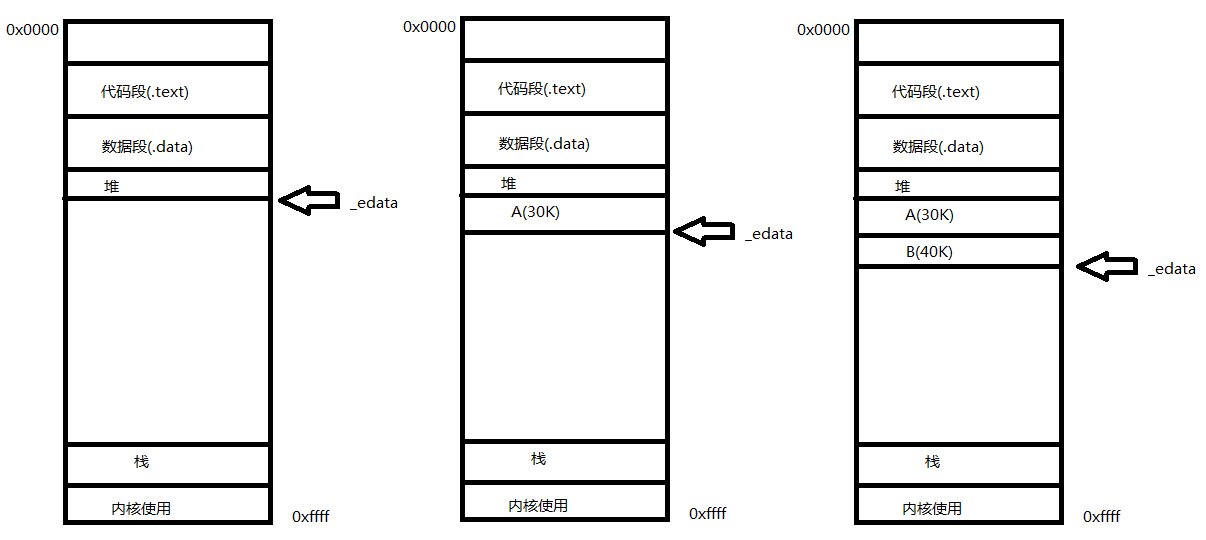 0x0000
代码段(.text)
数据段(.data)
堆
_edata
栈
内核使用
0xffff
0x0000
代码段(.text)
数据段(.data)
堆
A(30K)
_edata
栈
内核使用
0xffff
0x0000
代码段(.text)
数据段(.data)
堆
A(30K)
B(40K)
_edata
栈
内核使用
0xffff